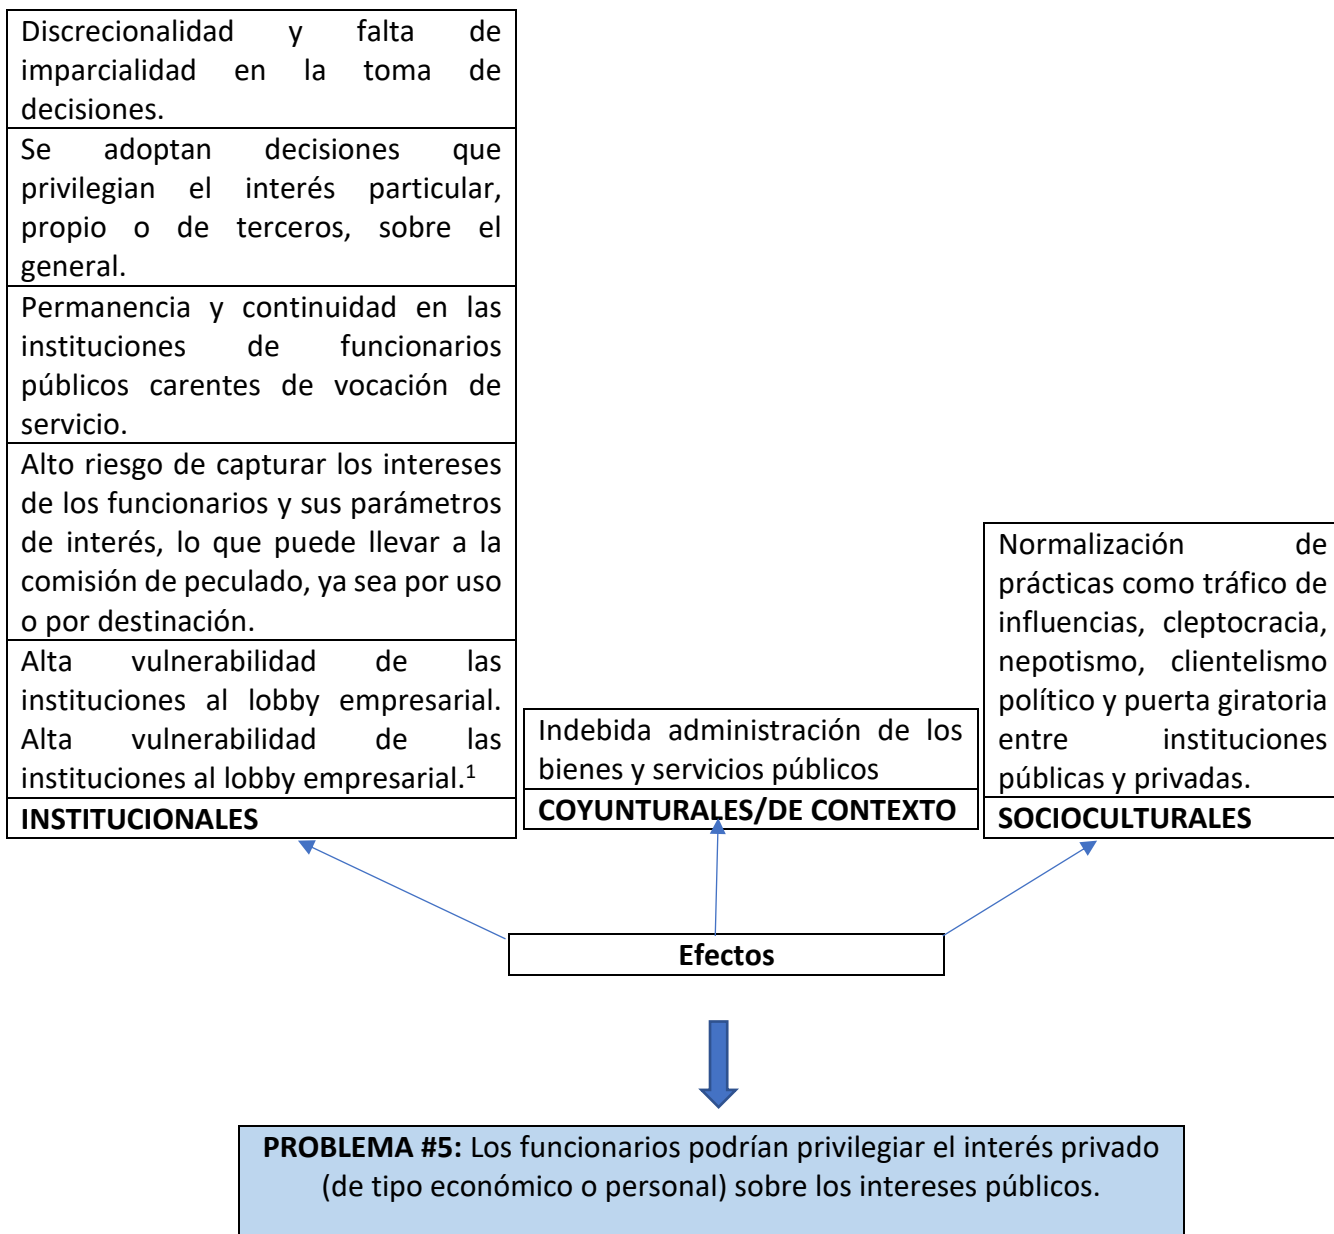 Discrecionalidad y falta de
imparcialidad en la toma de
decisiones.
Se adoptan decisiones que
privilegian el interés particular,
propio o de terceros, sobre el
general.
Permanencia y continuidad en las
instituciones de funcionarios
públicos carentes de vocación de
servicio.
Alto riesgo de capturar los intereses
de los funcionarios y sus parámetros
de interés, lo que puede llevar a la
comisión de peculado, ya sea por uso
o por destinación.
Alta vulnerabilidad de las
instituciones al lobby empresarial.
Alta vulnerabilidad de las
instituciones al lobby empresarial.¹
INSTITUCIONALES
Indebida administración de los
bienes y servicios públicos
COYUNTURALES/DE CONTEXTO
Normalización de
prácticas como tráfico de
influencias, cleptocracia,
nepotismo, clientelismo
político y puerta giratoria
entre instituciones
públicas y privadas.
SOCIOCULTURALES
Efectos
PROBLEMA #5: Los funcionarios podrían privilegiar el interés privado
(de tipo económico o personal) sobre los intereses públicos.